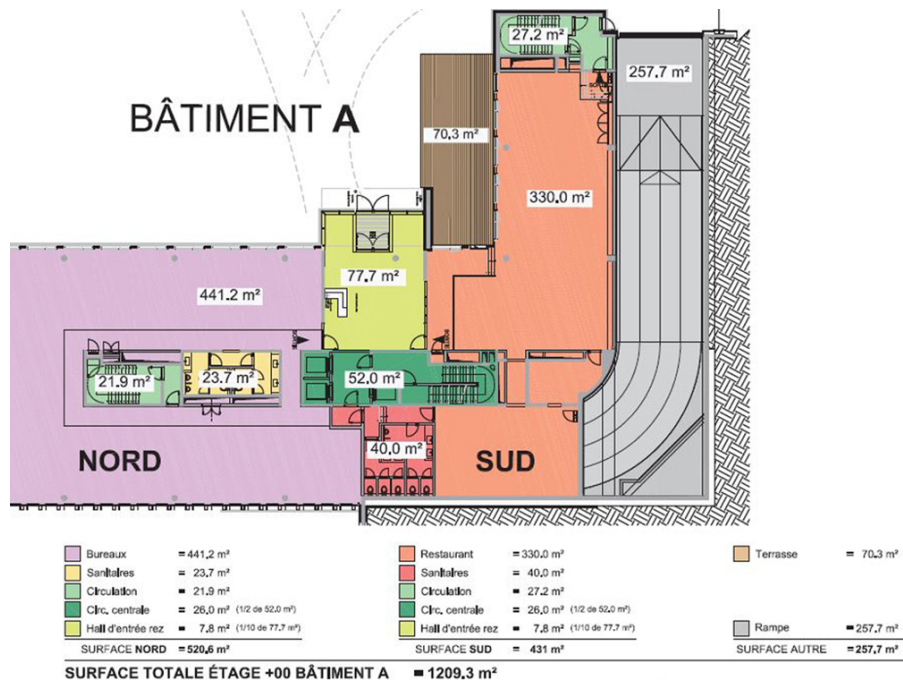 27.2 m²
257.7 m²
BÂTIMENT A
70.3 m²
330.0 m²
77.7 m²
441.2 m²
21.9 m²
23.7 m²
52.0 m²
40.0 m²
NORD
SUD
Bureaux = 441.2 m²
Sanitaires = 23.7 m²
Circulation = 21.9 m²
Circ. centrale = 26.0 m² (1/2 de 52.0 m²)
Hall d'entrée rez = 7.8 m² (1/10 de 77.7 m²)
SURFACE NORD = 520.6 m²
Restaurant = 330.0 m²
Sanitaires = 40.0 m²
Circulation = 27.2 m²
Circ. centrale = 26.0 m² (1/2 de 52.0 m²)
Hall d'entrée rez = 7.8 m² (1/10 de 77.7 m²)
SURFACE SUD = 431 m²
Terrasse = 70.3 m²
Rampe = 257.7 m²
SURFACE AUTRE = 257.7 m²
SURFACE TOTALE ÉTAGE +00 BÂTIMENT A = 1209.3 m²